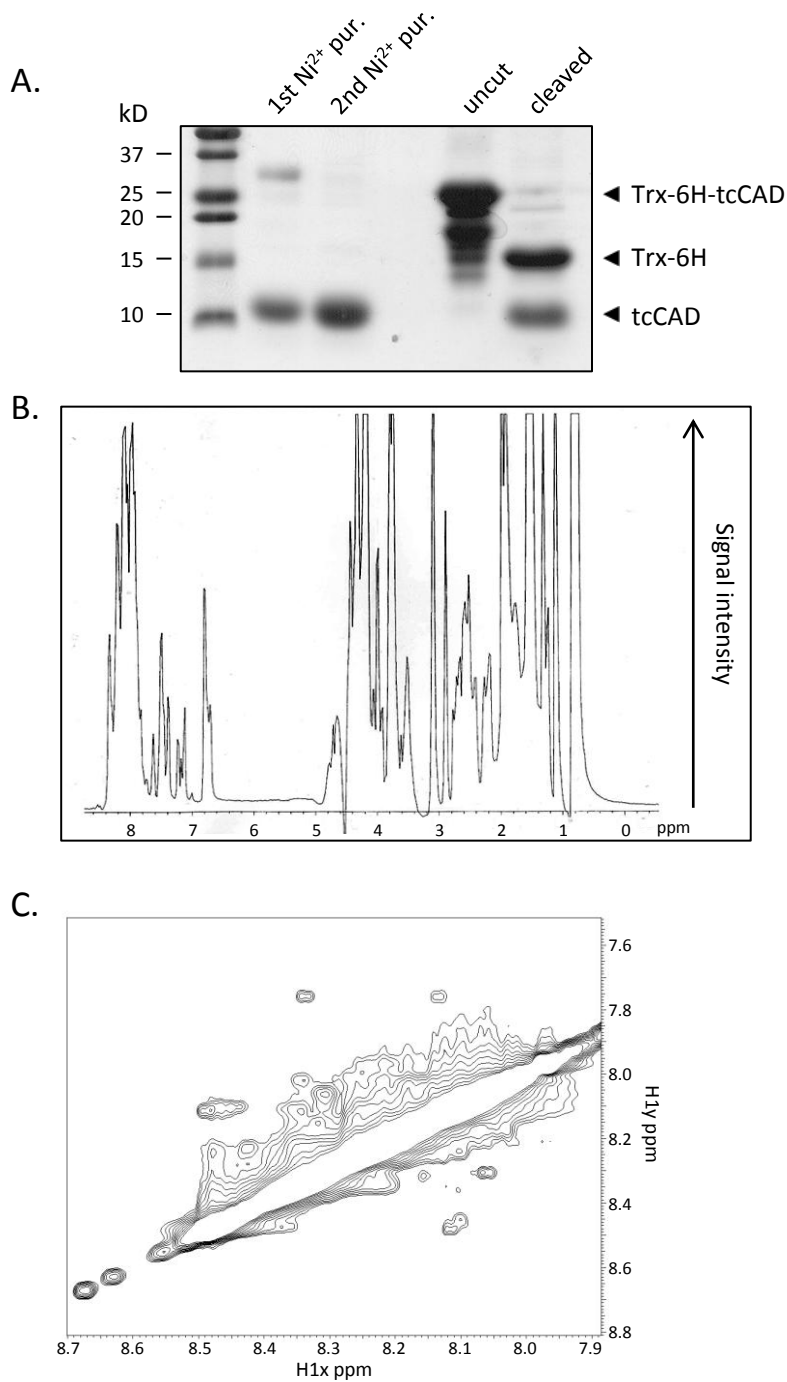 A.
kD
1st Ni²⁺ pur.
2nd Ni²⁺ pur.
uncut
cleaved
37
25
20
15
10
Trx-6H-tcCAD
Trx-6H
tcCAD
B.
Signal intensity
8 7 6 5 4 3 2 1 0 ppm
C.
7.6
7.8
8.0
8.2
8.4
8.6
8.8
H1y ppm
8.7 8.6 8.5 8.4 8.3 8.2 8.1 8.0 7.9
H1x ppm